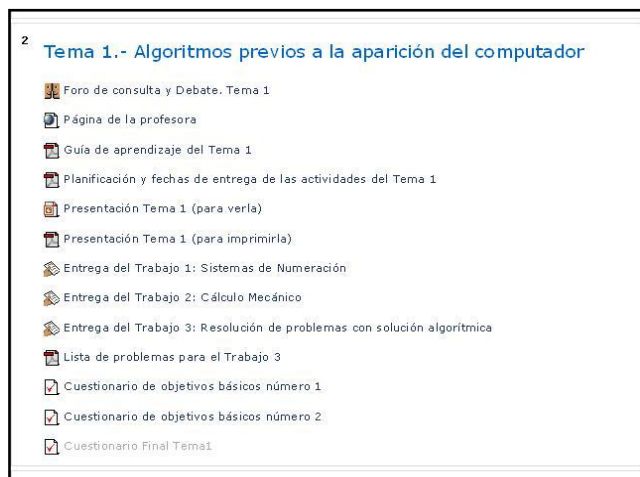 2
Tema 1.- Algoritmos previos a la aparición del computador
Foro de consulta y Debate. Tema 1
Página de la profesora
Guía de aprendizaje del Tema 1
Planificación y fechas de entrega de las actividades del Tema 1
Presentación Tema 1 (para verla)
Presentación Tema 1 (para imprimirla)
Entrega del Trabajo 1: Sistemas de Numeración
Entrega del Trabajo 2: Cálculo Mecánico
Entrega del Trabajo 3: Resolución de problemas con solución algorítmica
Lista de problemas para el Trabajo 3
Cuestionario de objetivos básicos número 1
Cuestionario de objetivos básicos número 2
Cuestionario Final Tema1